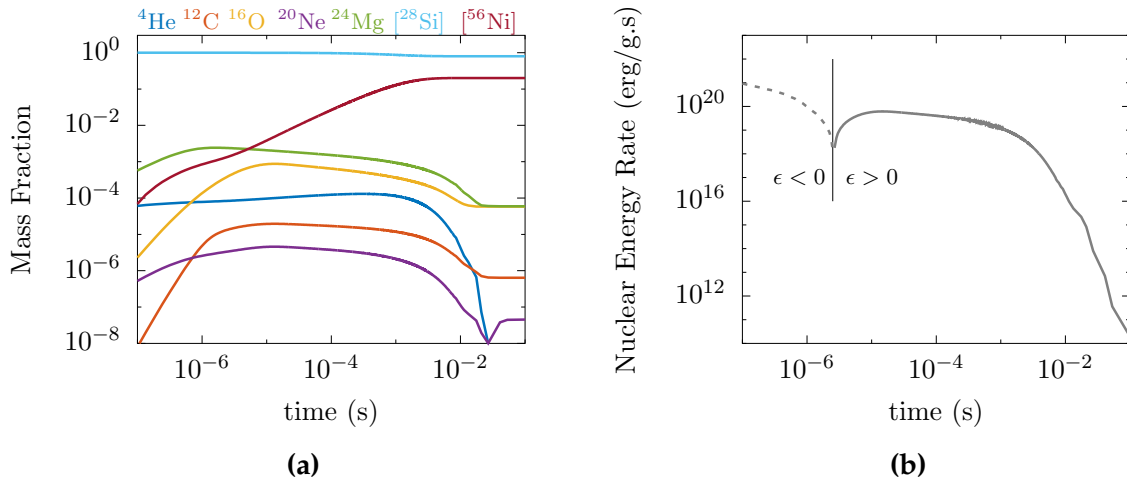 ⁴He ¹²C ¹⁶O ²⁰Ne ²⁴Mg [²⁸Si] [⁵⁶Ni]
10⁰
10⁻²
10⁻⁴
10⁻⁶
10⁻⁸
Mass Fraction
10⁻⁶ 10⁻⁴ 10⁻²
time (s)
(a)
Nuclear Energy Rate (erg/g.s)
10²⁰
10¹⁶
10¹²
ϵ < 0 ϵ > 0
10⁻⁶ 10⁻⁴ 10⁻²
time (s)
(b)